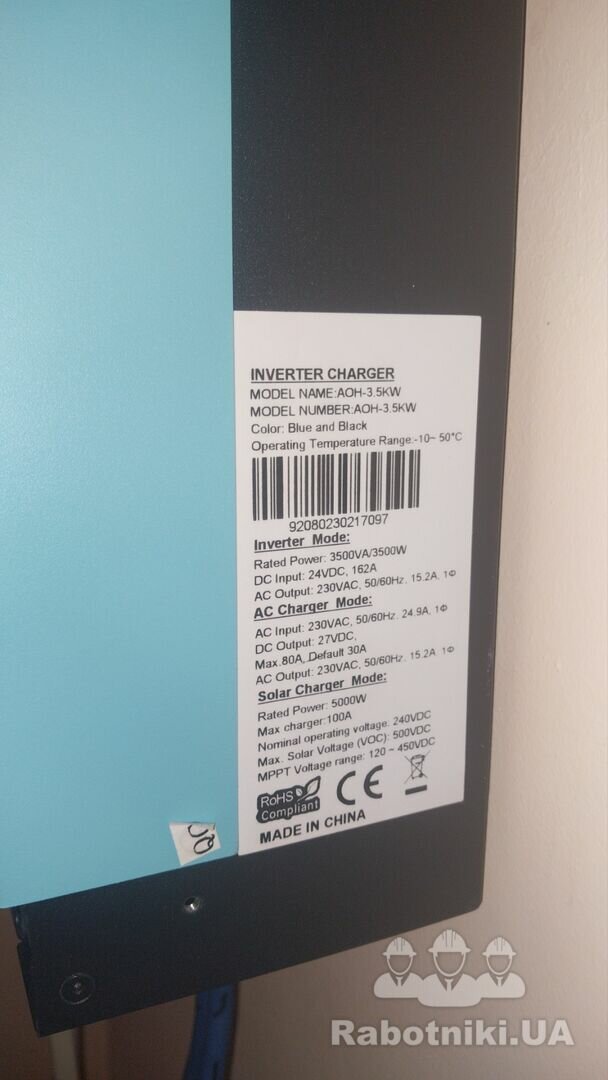 INVERTER CHARGER
MODEL NAME:AOH-3.5KW
MODEL NUMBER:AOH-3.5KW
Color: Blue and Black
Operating Temperature Range:-10~ 50°C
92080230217097
Inverter Mode:
Rated Power: 3500VA/3500W
DC Input: 24VDC, 162A
AC Output: 230VAC, 50/60Hz. 15.2A, 1Φ
AC Charger Mode:
AC Input: 230VAC, 50/60Hz. 24.9A, 1Φ
DC Output: 27VDC,
Max.80A, Default 30A
AC Output: 230VAC, 50/60Hz. 15.2A, 1Φ
Solar Charger Mode:
Rated Power: 5000W
Max charger:100A
Nominal operating voltage. 240VDC
Max. Solar Voltage (VOC): 500VDC
MPPT Voltage range: 120 ~ 450VDC
RoHS
Compliant
CE
MADE IN CHINA
Rabotniki.UA